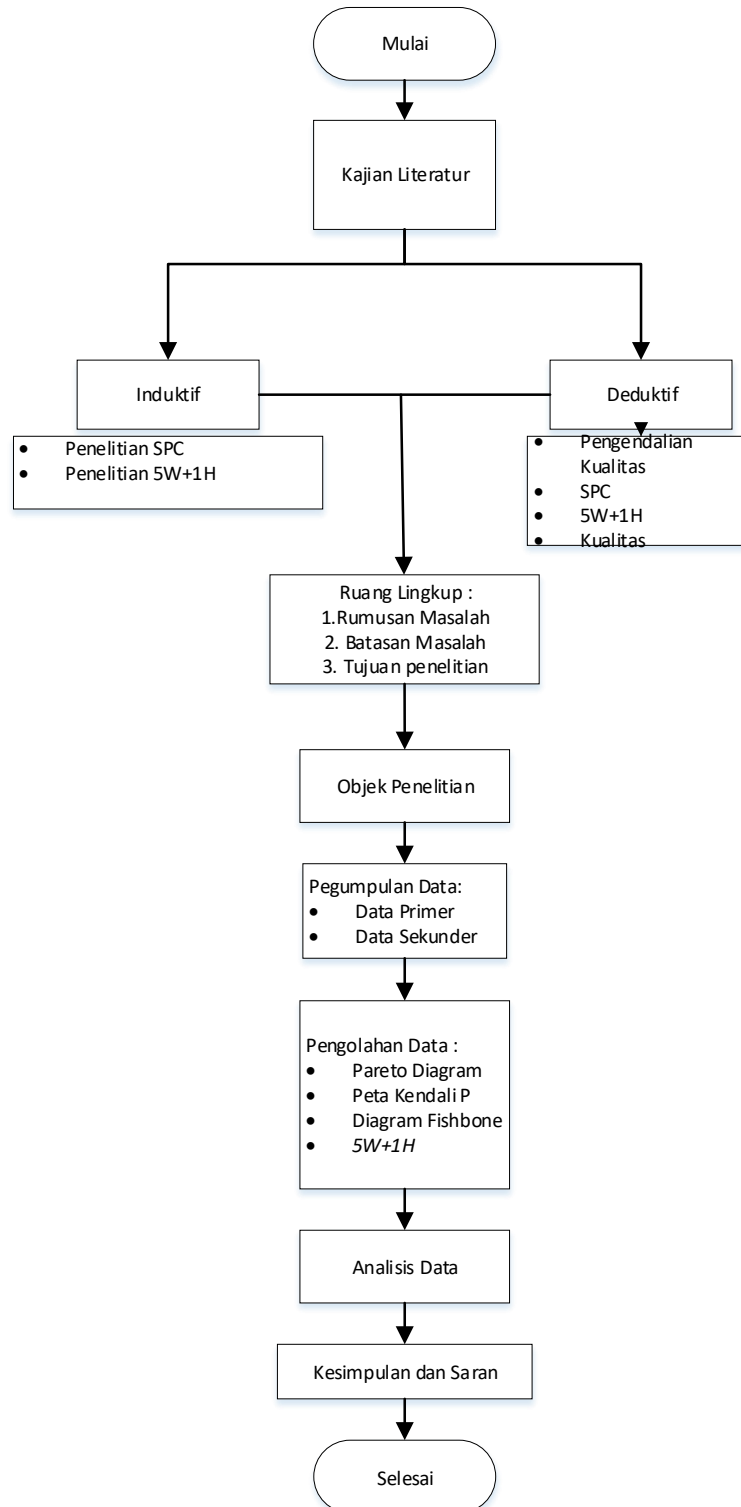 Mulai
Kajian Literatur
Induktif
Deduktif
• Penelitian SPC
• Penelitian 5W+1H
• Pengendalian
Kualitas
• SPC
• 5W+1H
• Kualitas
Ruang Lingkup :
1.Rumusan Masalah
2. Batasan Masalah
3. Tujuan penelitian
Objek Penelitian
Pegumpulan Data:
• Data Primer
• Data Sekunder
Pengolahan Data :
• Pareto Diagram
• Peta Kendali P
• Diagram Fishbone
• 5W+1H
Analisis Data
Kesimpulan dan Saran
Selesai